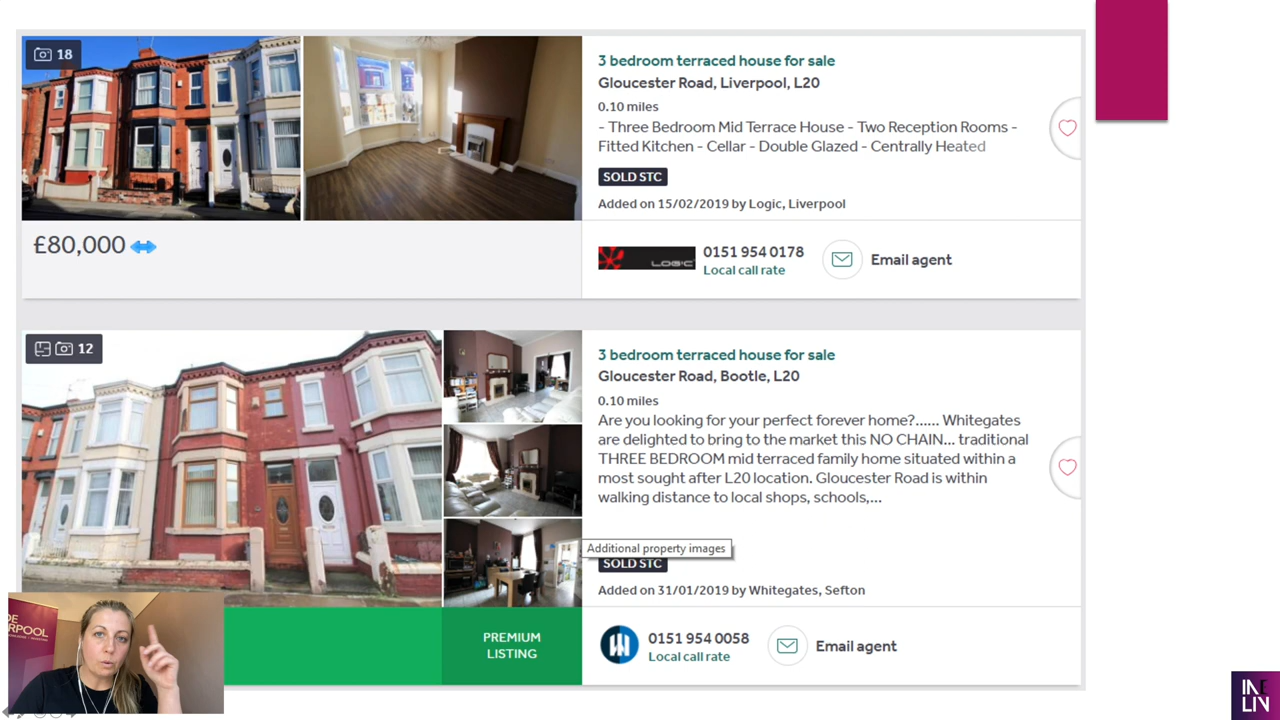 18
3 bedroom terraced house for sale
Gloucester Road, Liverpool, L20
0.10 miles
- Three Bedroom Mid Terrace House - Two Reception Rooms -
Fitted Kitchen - Cellar - Double Glazed - Centrally Heated
SOLD STC
Added on 15/02/2019 by Logic, Liverpool
£80,000
LOGIC
0151 954 0178
Local call rate
Email agent
12
3 bedroom terraced house for sale
Gloucester Road, Bootle, L20
0.10 miles
Are you looking for your perfect forever home?...... Whitegates
are delighted to bring to the market this NO CHAIN... traditional
THREE BEDROOM mid terraced family home situated within a
most sought after L20 location. Gloucester Road is within
walking distance to local shops, schools,...
Additional property images
SOLD STC
Added on 31/01/2019 by Whitegates, Sefton
PREMIUM
LISTING
0151 954 0058
Local call rate
Email agent
DE
RPOOL
IN E
LIV